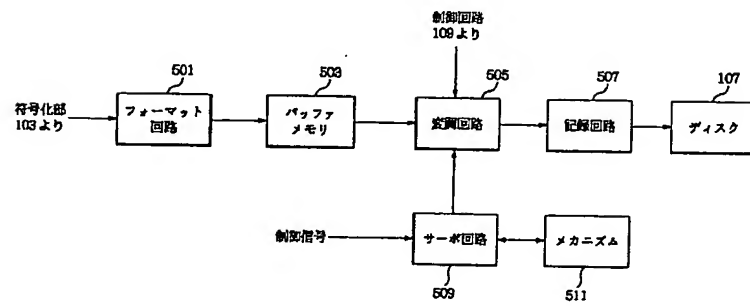 制御回路
109より
501
503
505
507
107
符号化部
103より
フォーマット
回路
バッファ
メモリ
変調回路
記録回路
ディスク
制御信号
サーボ回路
メカニズム
509
511